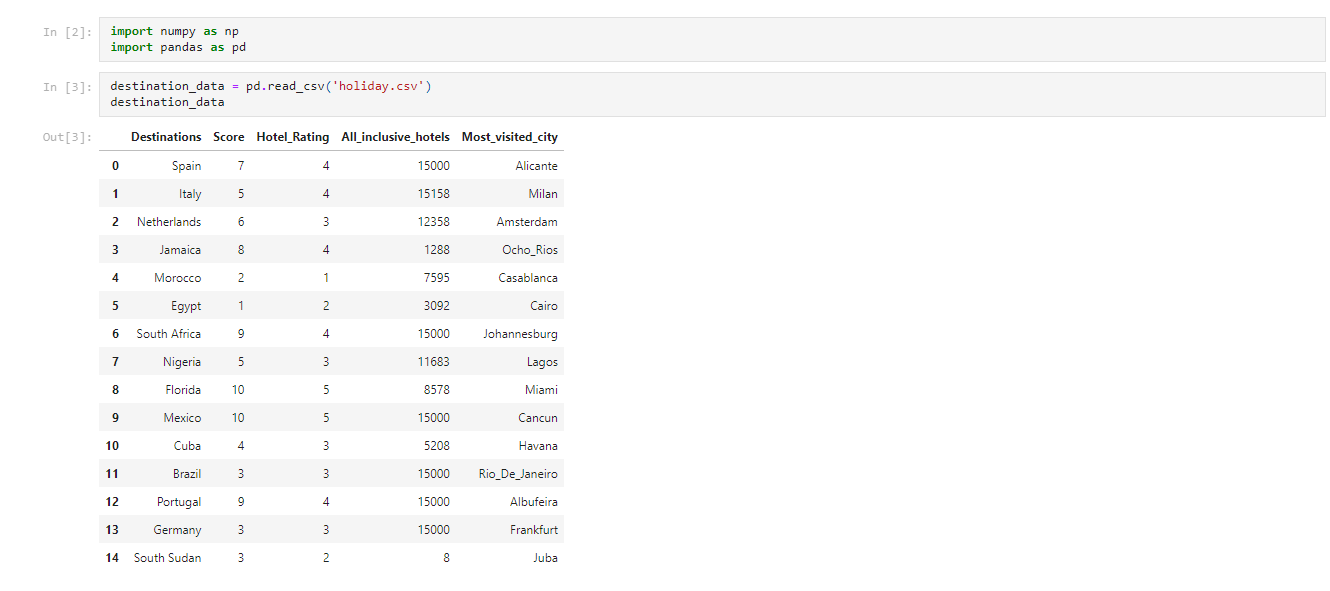 In [2]: import numpy as np
import pandas as pd
In [3]: destination_data = pd.read_csv('holiday.csv')
destination_data
Out[3]: Destinations Score Hotel_Rating All_inclusive_hotels Most_visited_city
0 Spain 7 4 15000 Alicante
1 Italy 5 4 15158 Milan
2 Netherlands 6 3 12358 Amsterdam
3 Jamaica 8 4 1288 Ocho_Rios
4 Morocco 2 1 7595 Casablanca
5 Egypt 1 2 3092 Cairo
6 South Africa 9 4 15000 Johannesburg
7 Nigeria 5 3 11683 Lagos
8 Florida 10 5 8578 Miami
9 Mexico 10 5 15000 Cancun
10 Cuba 4 3 5208 Havana
11 Brazil 3 3 15000 Rio_De_Janeiro
12 Portugal 9 4 15000 Albufeira
13 Germany 3 3 15000 Frankfurt
14 South Sudan 3 2 8 Juba